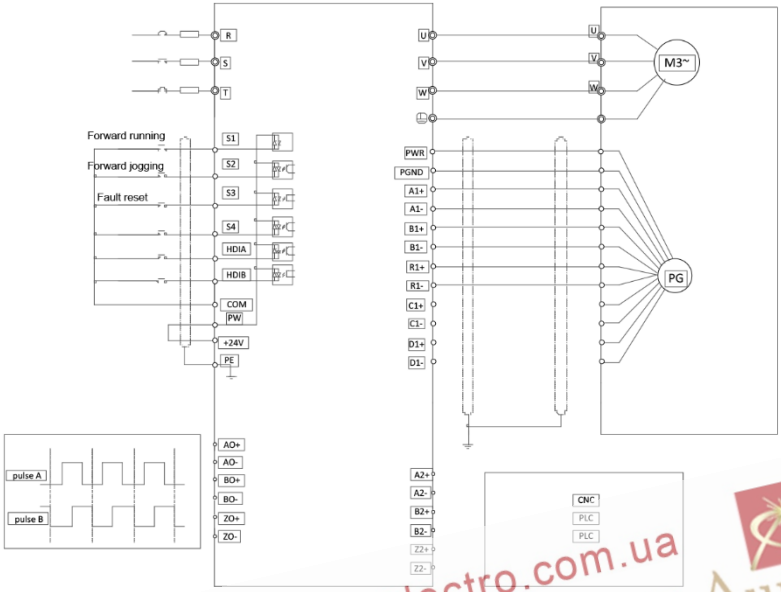 R
S
T
Forward running
Forward jogging
Fault reset
S1
S2
S3
S4
HDIA
HDIB
COM
PW
+24V
PE
U
V
W
PWR
PGND
A1+
A1-
B1+
B1-
R1+
R1-
C1+
C1-
D1+
D1-
U
V
W
M3~
PG
pulse A
pulse B
AO+
AO-
BO+
BO-
ZO+
ZO-
A2+
A2-
B2+
B2-
Z2+
Z2-
CNC
PLC
PLC
ectro.com.ua